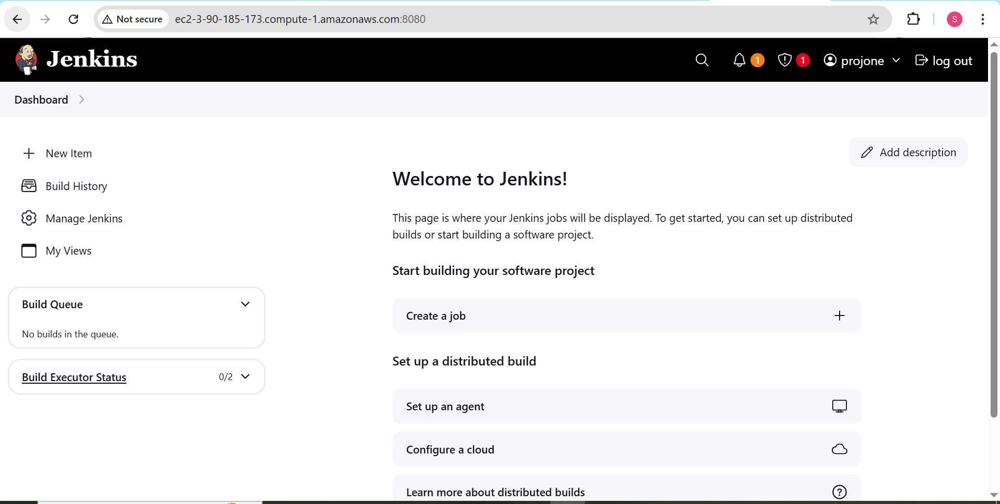 Not secure ec2-3-90-185-173.compute-1.amazonaws.com:8080 S
Jenkins 1 1 projone log out
Dashboard
New Item
Build History
Manage Jenkins
My Views
Build Queue
No builds in the queue.
Build Executor Status 0/2
Add description
Welcome to Jenkins!
This page is where your Jenkins jobs will be displayed. To get started, you can set up distributed
builds or start building a software project.
Start building your software project
Create a job
Set up a distributed build
Set up an agent
Configure a cloud
Learn more about distributed builds